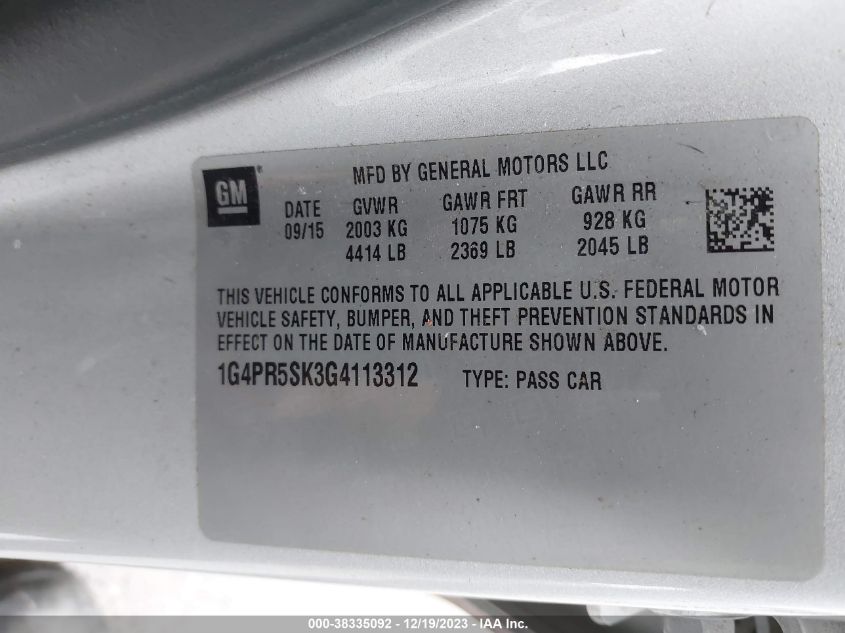 MFD BY GENERAL MOTORS LLC
GM
DATE GVWR GAWR FRT GAWR RR
09/15 2003 KG 1075 KG 928 KG
4414 LB 2369 LB 2045 LB
THIS VEHICLE CONFORMS TO ALL APPLICABLE U.S. FEDERAL MOTOR
VEHICLE SAFETY, BUMPER, AND THEFT PREVENTION STANDARDS IN
EFFECT ON THE DATE OF MANUFACTURE SHOWN ABOVE.
1G4PR5SK3G4113312 TYPE: PASS CAR
000-38335092 - 12/19/2023 - IAA Inc.